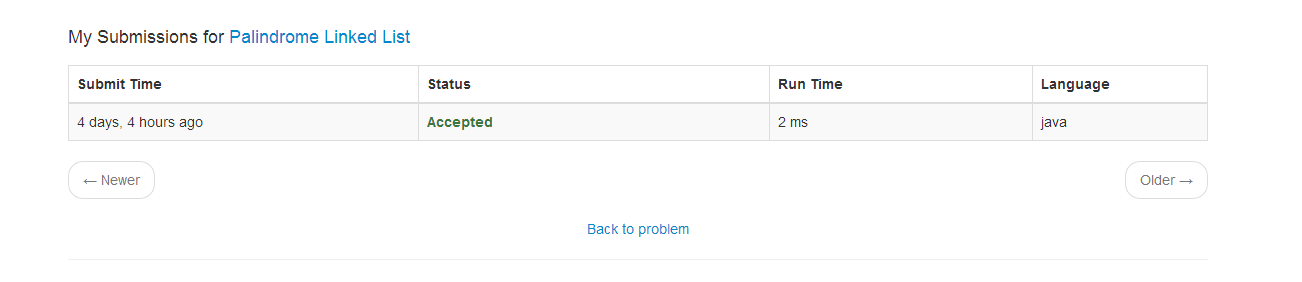 My Submissions for Palindrome Linked List
Submit Time Status Run Time Language
4 days, 4 hours ago Accepted 2 ms java
← Newer Older →
Back to problem